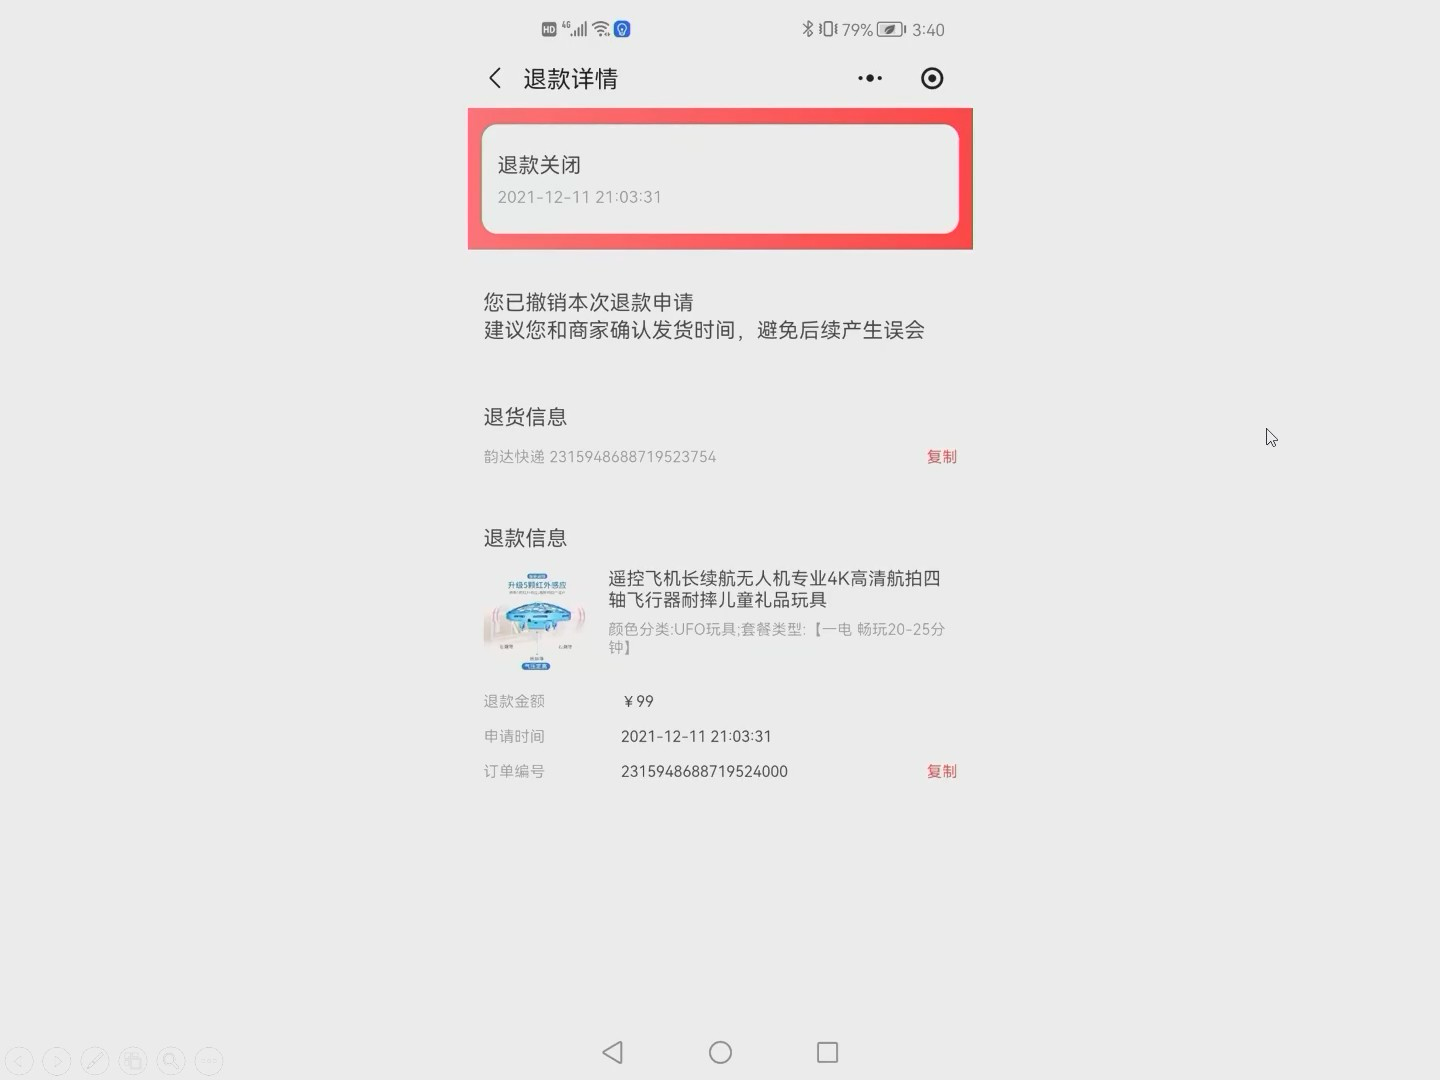 HD 4G 79% 3:40
退款详情
退款关闭
2021-12-11 21:03:31
您已撤销本次退款申请
建议您和商家确认发货时间，避免后续产生误会
退货信息
韵达快递 2315948688719523754 复制
退款信息
升级5颗红外感应
遥控飞机长续航无人机专业4K高清航拍四
轴飞行器耐摔儿童礼品玩具
颜色分类:UFO玩具;套餐类型:【一电 畅玩20-25分
钟】
退款金额 ￥99
申请时间 2021-12-11 21:03:31
订单编号 2315948688719524000 复制